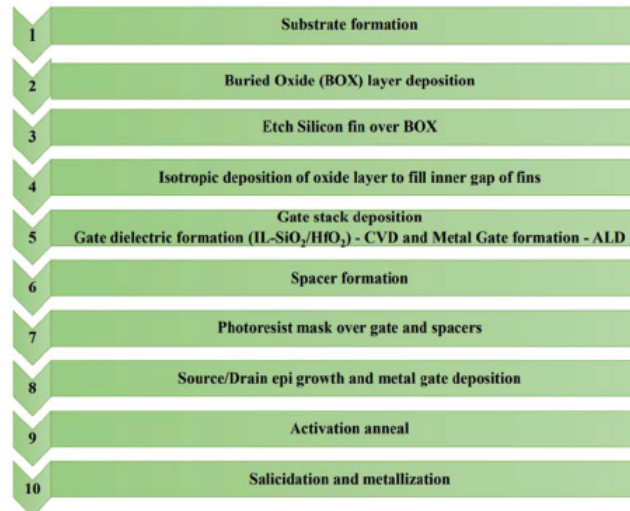 1 Substrate formation
2 Buried Oxide (BOX) layer deposition
3 Etch Silicon fin over BOX
4 Isotropic deposition of oxide layer to fill inner gap of fins
Gate stack deposition
5 Gate dielectric formation (IL-SiO₂/HfO₂) - CVD and Metal Gate formation - ALD
6 Spacer formation
7 Photoresist mask over gate and spacers
8 Source/Drain epi growth and metal gate deposition
9 Activation anneal
10 Salicidation and metallization